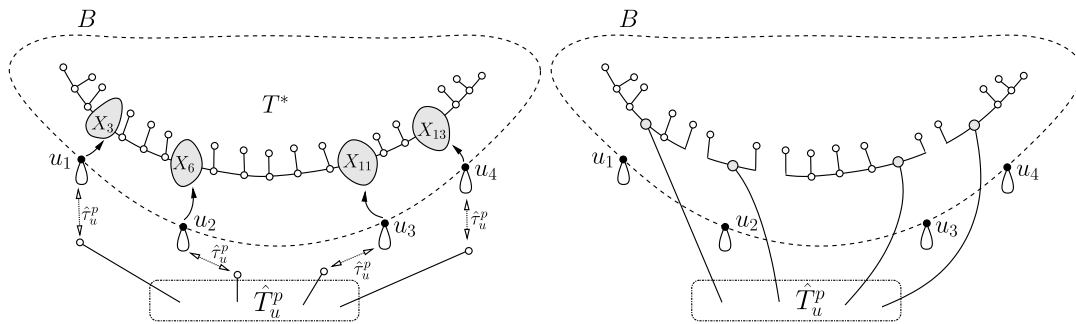 B
B
T*
X₃
X₆
X₁₁
X₁₃
u₁
u₂
u₃
u₄
τ̂ᵤᵖ
τ̂ᵤᵖ
τ̂ᵤᵖ
τ̂ᵤᵖ
T̂ᵤᵖ
u₁
u₂
u₃
u₄
T̂ᵤᵖ